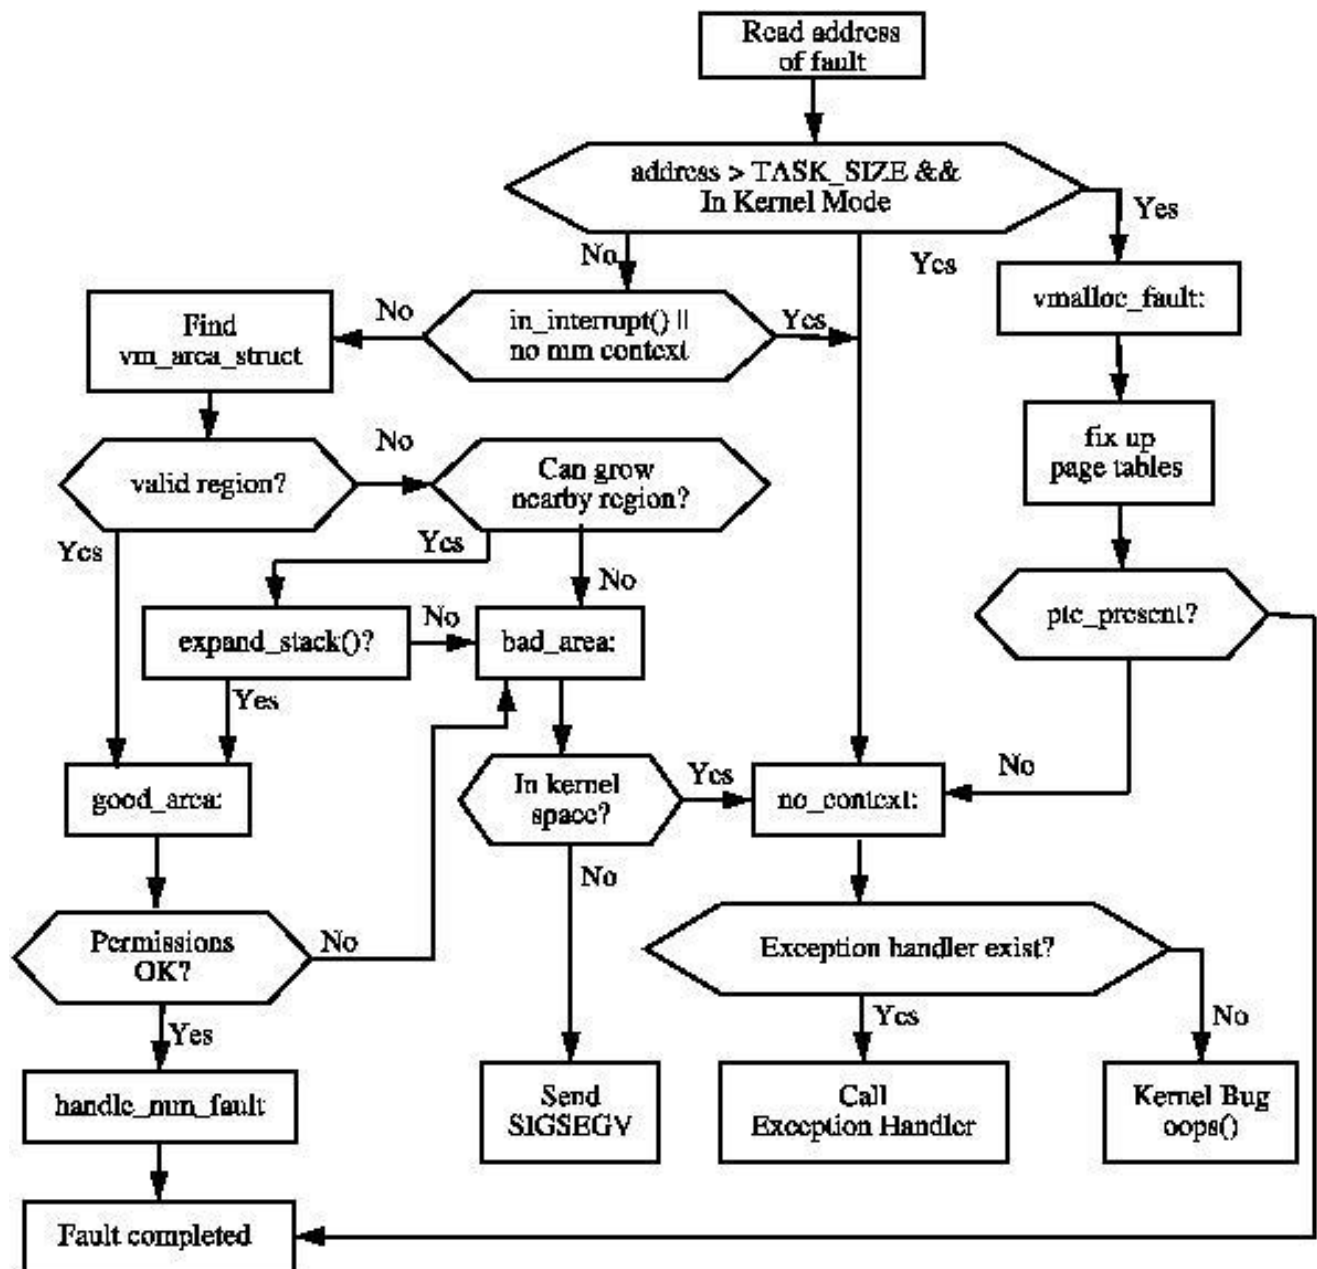 Read address
of fault
address > TASK_SIZE &&
In Kernel Mode
Yes
No
Yes
vmalloc_fault:
Find
vm_area_struct
No
in_interrupt() ||
no mm context
Yes
fix up
page tables
valid region?
No
Can grow
nearby region?
Yes
Yes
No
pte_present?
expand_stack()?
No
bad_area:
Yes
good_area:
In kernel
space?
Yes
no_context:
No
Permissions
OK?
No
No
Exception handler exist?
Yes
Yes
No
handle_mm_fault
Send
SIGSEGV
Call
Exception Handler
Kernel Bug
oops()
Fault completed